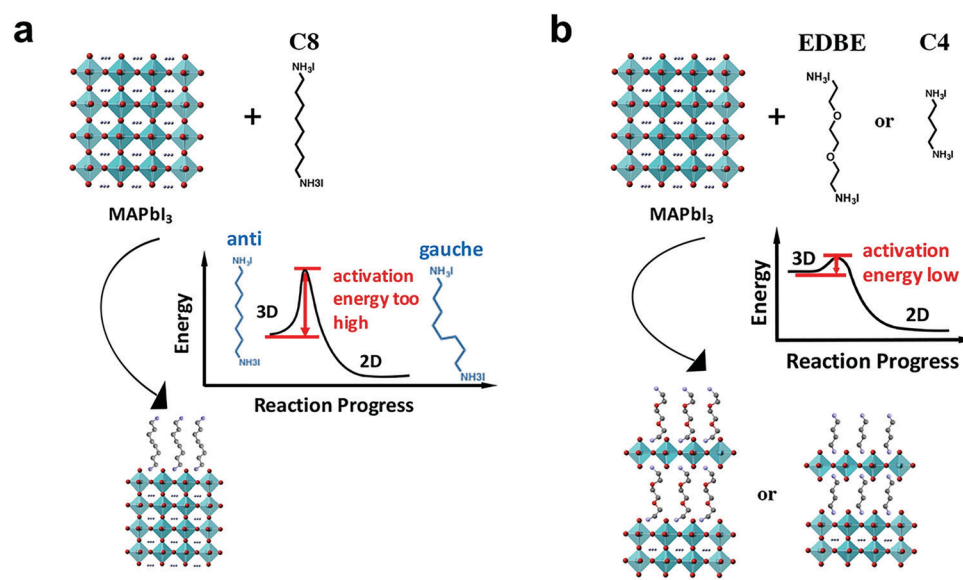 a
C8
NH₃I
+
NH3I
MAPbI₃
anti
NH₃I
NH3I
gauche
NH₃I
NH3I
activation
energy too
high
3D
2D
Energy
Reaction Progress
b
EDBE
C4
NH₃I
O
O
NH₃I
+
or
NH₃I
NH₃I
MAPbI₃
3D
activation
energy low
2D
Energy
Reaction Progress
or